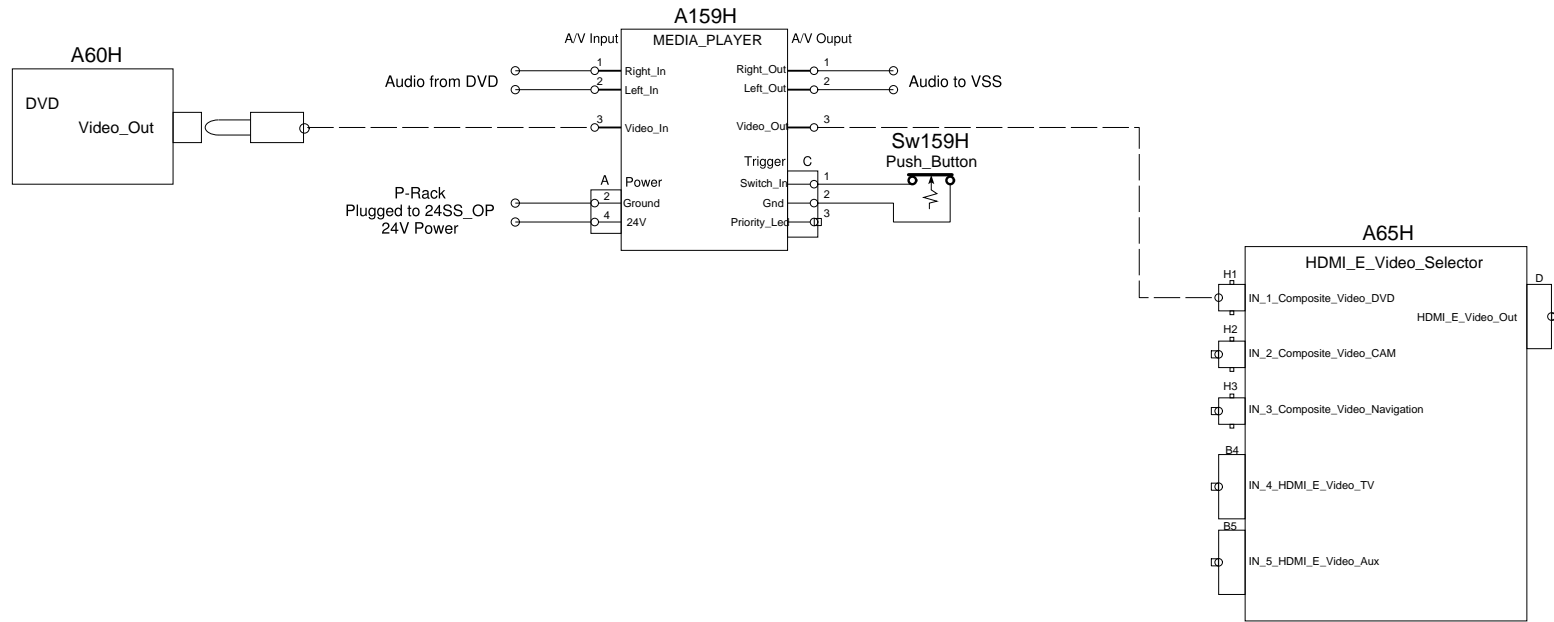 A60H
DVD
Video_Out
A159H
A/V Input
MEDIA_PLAYER
A/V Ouput
Audio from DVD
1
Right_In
2
Left_In
3
Video_In
Right_Out
1
Left_Out
2
Audio to VSS
Video_Out
3
P-Rack
Plugged to 24SS_OP
24V Power
A
Power
2
Ground
4
24V
Trigger
C
Switch_In
1
Gnd
2
Priority_Led
3
Sw159H
Push_Button
A65H
HDMI_E_Video_Selector
H1
IN_1_Composite_Video_DVD
H2
IN_2_Composite_Video_CAM
H3
IN_3_Composite_Video_Navigation
B4
IN_4_HDMI_E_Video_TV
B5
IN_5_HDMI_E_Video_Aux
D
HDMI_E_Video_Out